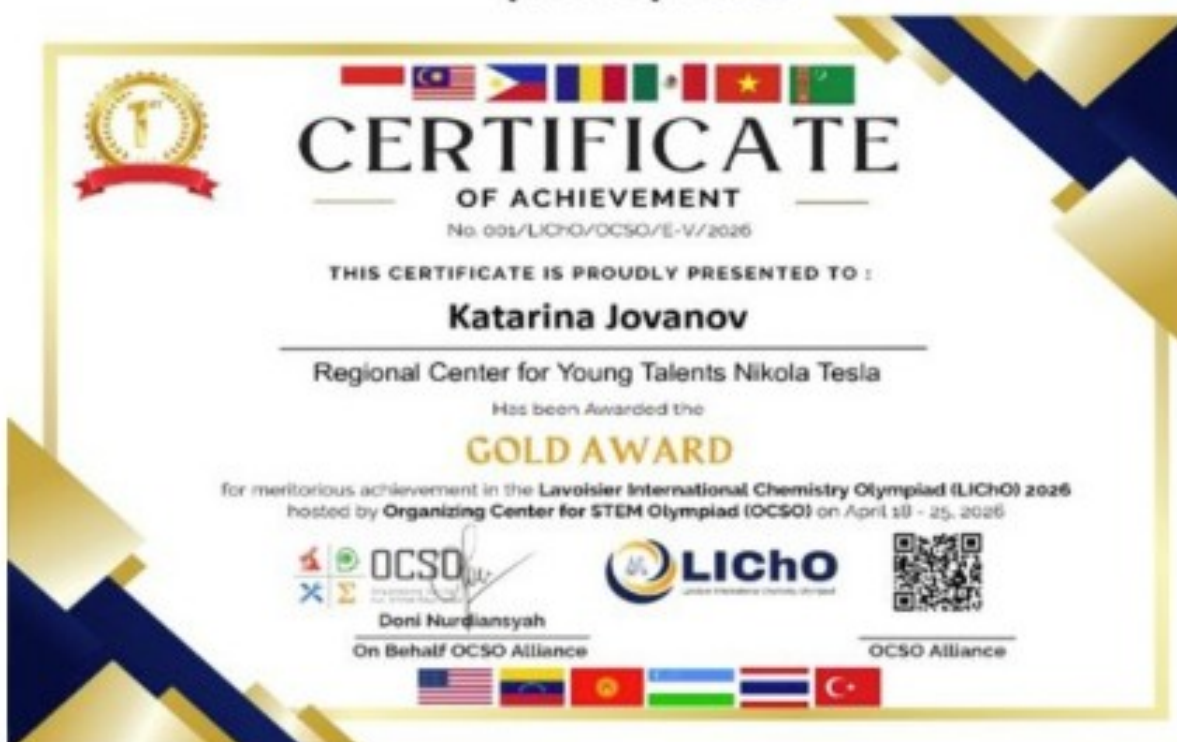 1ST
CERTIFICATE
OF ACHIEVEMENT
No. 001/LIChO/OCSO/E-V/2026
THIS CERTIFICATE IS PROUDLY PRESENTED TO :
Katarina Jovanov
Regional Center for Young Talents Nikola Tesla
Has been Awarded the
GOLD AWARD
for meritorious achievement in the Lavoisier International Chemistry Olympiad (LIChO) 2026
hosted by Organizing Center for STEM Olympiad (OCSO) on April 18 - 25, 2026
OCSO
LIChO
Doni Nurdiansyah
On Behalf OCSO Alliance
OCSO Alliance